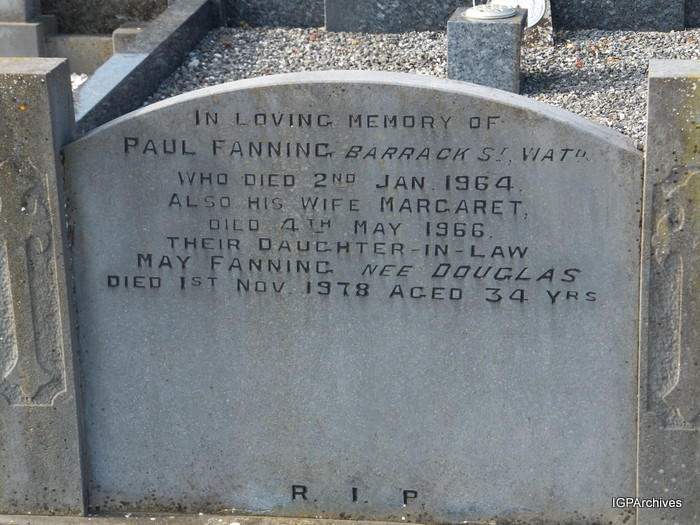 IN LOVING MEMORY OF
PAUL FANNING BARRACK ST, WATD.
WHO DIED 2ND JAN. 1964.
ALSO HIS WIFE MARGARET,
DIED 4TH MAY 1966.
THEIR DAUGHTER-IN-LAW
MAY FANNING NEE DOUGLAS
DIED 1ST NOV. 1978 AGED 34 YRS
R. I. P
IGPArchives